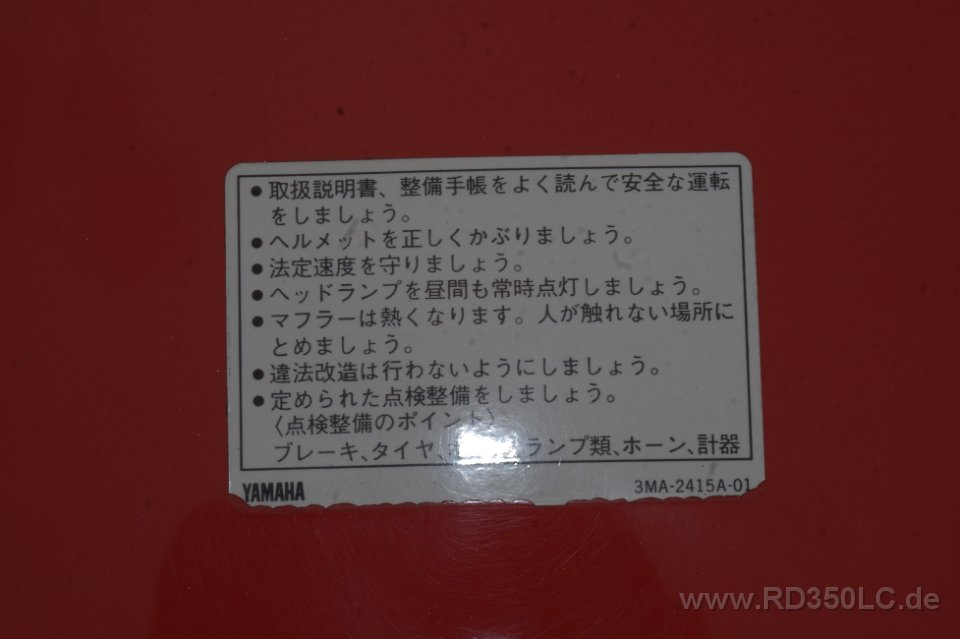 ● 取扱説明書、整備手帳をよく読んで安全な運転
をしましょう。
● ヘルメットを正しくかぶりましょう。
● 法定速度を守りましょう。
● ヘッドランプを昼間も常時点灯しましょう。
● マフラーは熱くなります。人が触れない場所に
とめましょう。
● 違法改造は行わないようにしましょう。
● 定められた点検整備をしましょう。
〈点検整備のポイント〉
ブレーキ、タイヤ、 ランプ類、ホーン、計器
YAMAHA 3MA-2415A-01
www.RD350LC.de